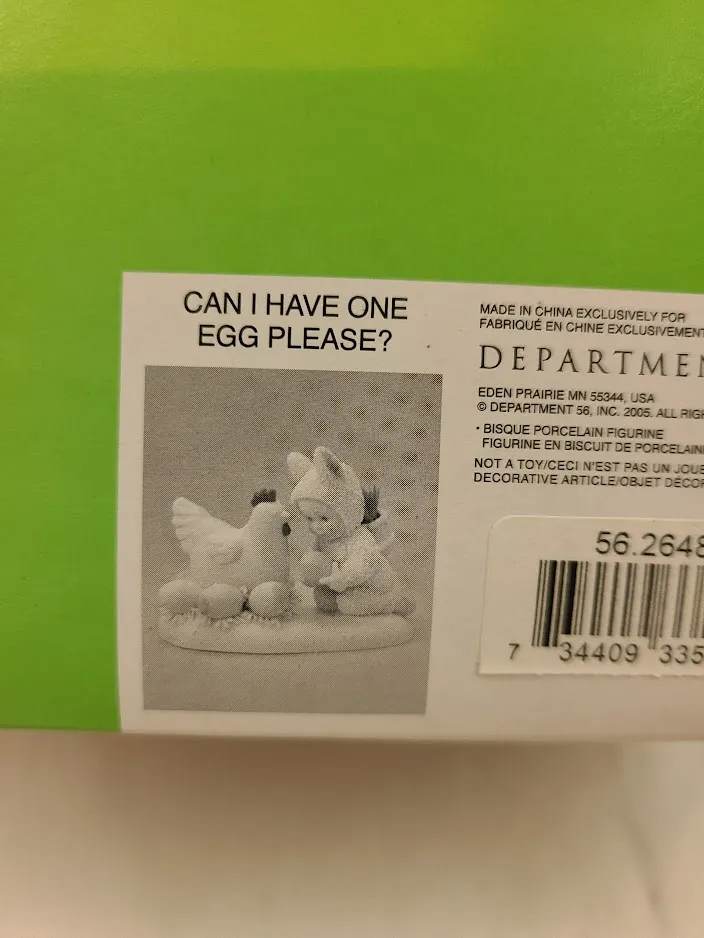 CAN I HAVE ONE
EGG PLEASE?
MADE IN CHINA EXCLUSIVELY FOR
FABRIQUÉ EN CHINE EXCLUSIVEMENT
DEPARTMEN
EDEN PRAIRIE MN 55344, USA
© DEPARTMENT 56, INC. 2005. ALL RIGH
• BISQUE PORCELAIN FIGURINE
FIGURINE EN BISCUIT DE PORCELAIN
NOT A TOY/CECI N'EST PAS UN JOUE
DECORATIVE ARTICLE/OBJET DÉCOR
56.2648
7 34409 335